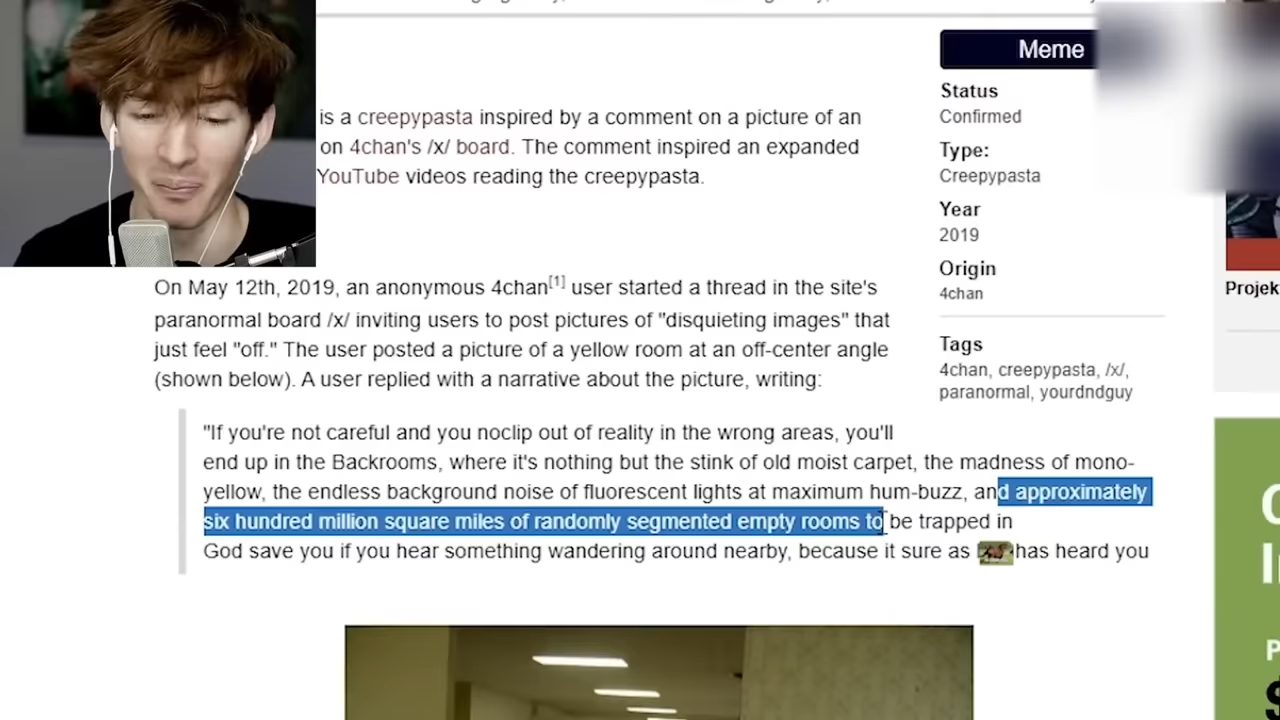 Meme
is a creepypasta inspired by a comment on a picture of an
on 4chan's /x/ board. The comment inspired an expanded
YouTube videos reading the creepypasta.
Status
Confirmed
Type:
Creepypasta
Year
2019
Origin
4chan
Tags
4chan, creepypasta, /x/,
paranormal, yourdndguy
On May 12th, 2019, an anonymous 4chan[1] user started a thread in the site's
paranormal board /x/ inviting users to post pictures of "disquieting images" that
just feel "off." The user posted a picture of a yellow room at an off-center angle
(shown below). A user replied with a narrative about the picture, writing:
"If you're not careful and you noclip out of reality in the wrong areas, you'll
end up in the Backrooms, where it's nothing but the stink of old moist carpet, the madness of mono-
yellow, the endless background noise of fluorescent lights at maximum hum-buzz, and approximately
six hundred million square miles of randomly segmented empty rooms to be trapped in
God save you if you hear something wandering around nearby, because it sure as has heard you
Projek
P
$